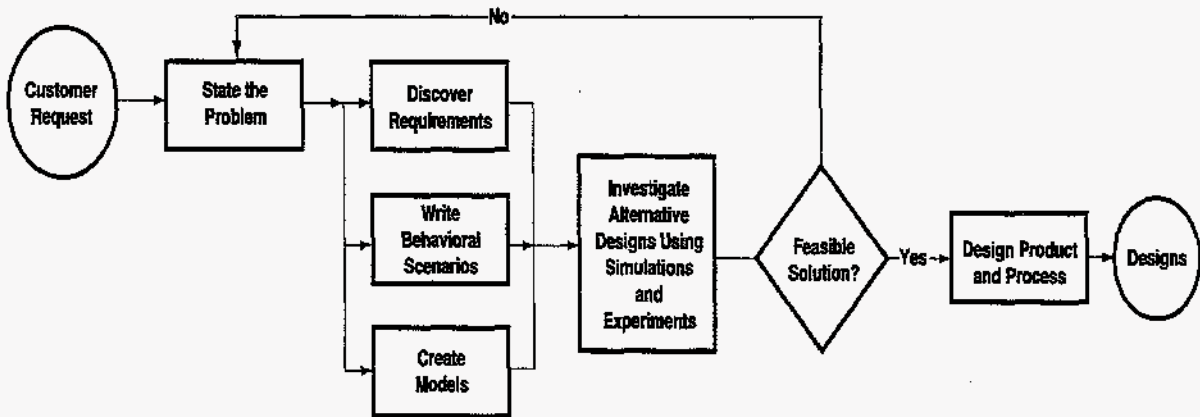 No
Customer
Request
State the
Problem
Discover
Requirements
Write
Behavioral
Scenarios
Create
Models
Investigate
Alternative
Designs Using
Simulations
and
Experiments
Feasible
Solution?
Yes
Design Product
and Process
Designs